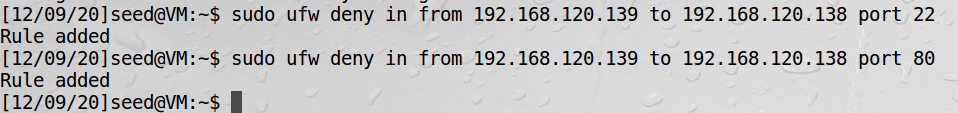 [12/09/20]seed@VM:~$ sudo ufw deny in from 192.168.120.139 to 192.168.120.138 port 22
Rule added
[12/09/20]seed@VM:~$ sudo ufw deny in from 192.168.120.139 to 192.168.120.138 port 80
Rule added
[12/09/20]seed@VM:~$